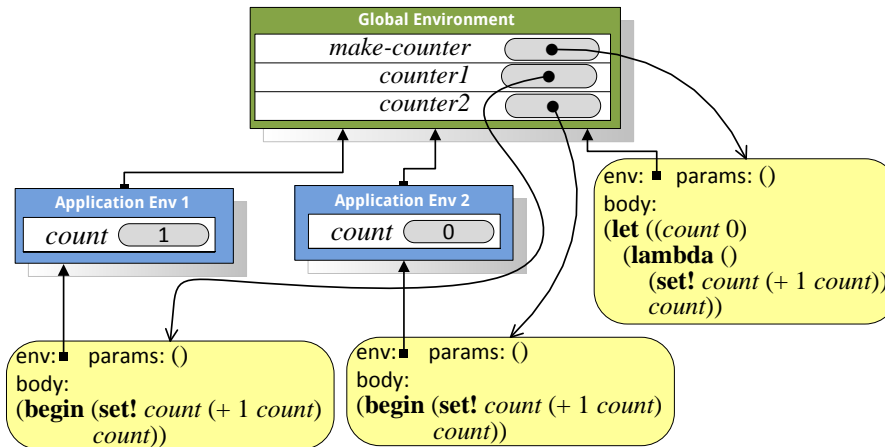 Global Environment
make-counter
counter1
counter2
Application Env 1
count 1
Application Env 2
count 0
env: params: ()
body:
(let ((count 0)
(lambda ()
(set! count (+ 1 count))
count))
env: params: ()
body:
(begin (set! count (+ 1 count)
count))
env: params: ()
body:
(begin (set! count (+ 1 count)
count))